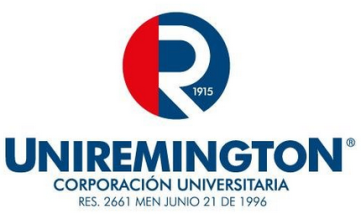 R
1915
UNIREMINGTON®
CORPORACIÓN UNIVERSITARIA
RES. 2661 MEN JUNIO 21 DE 1996